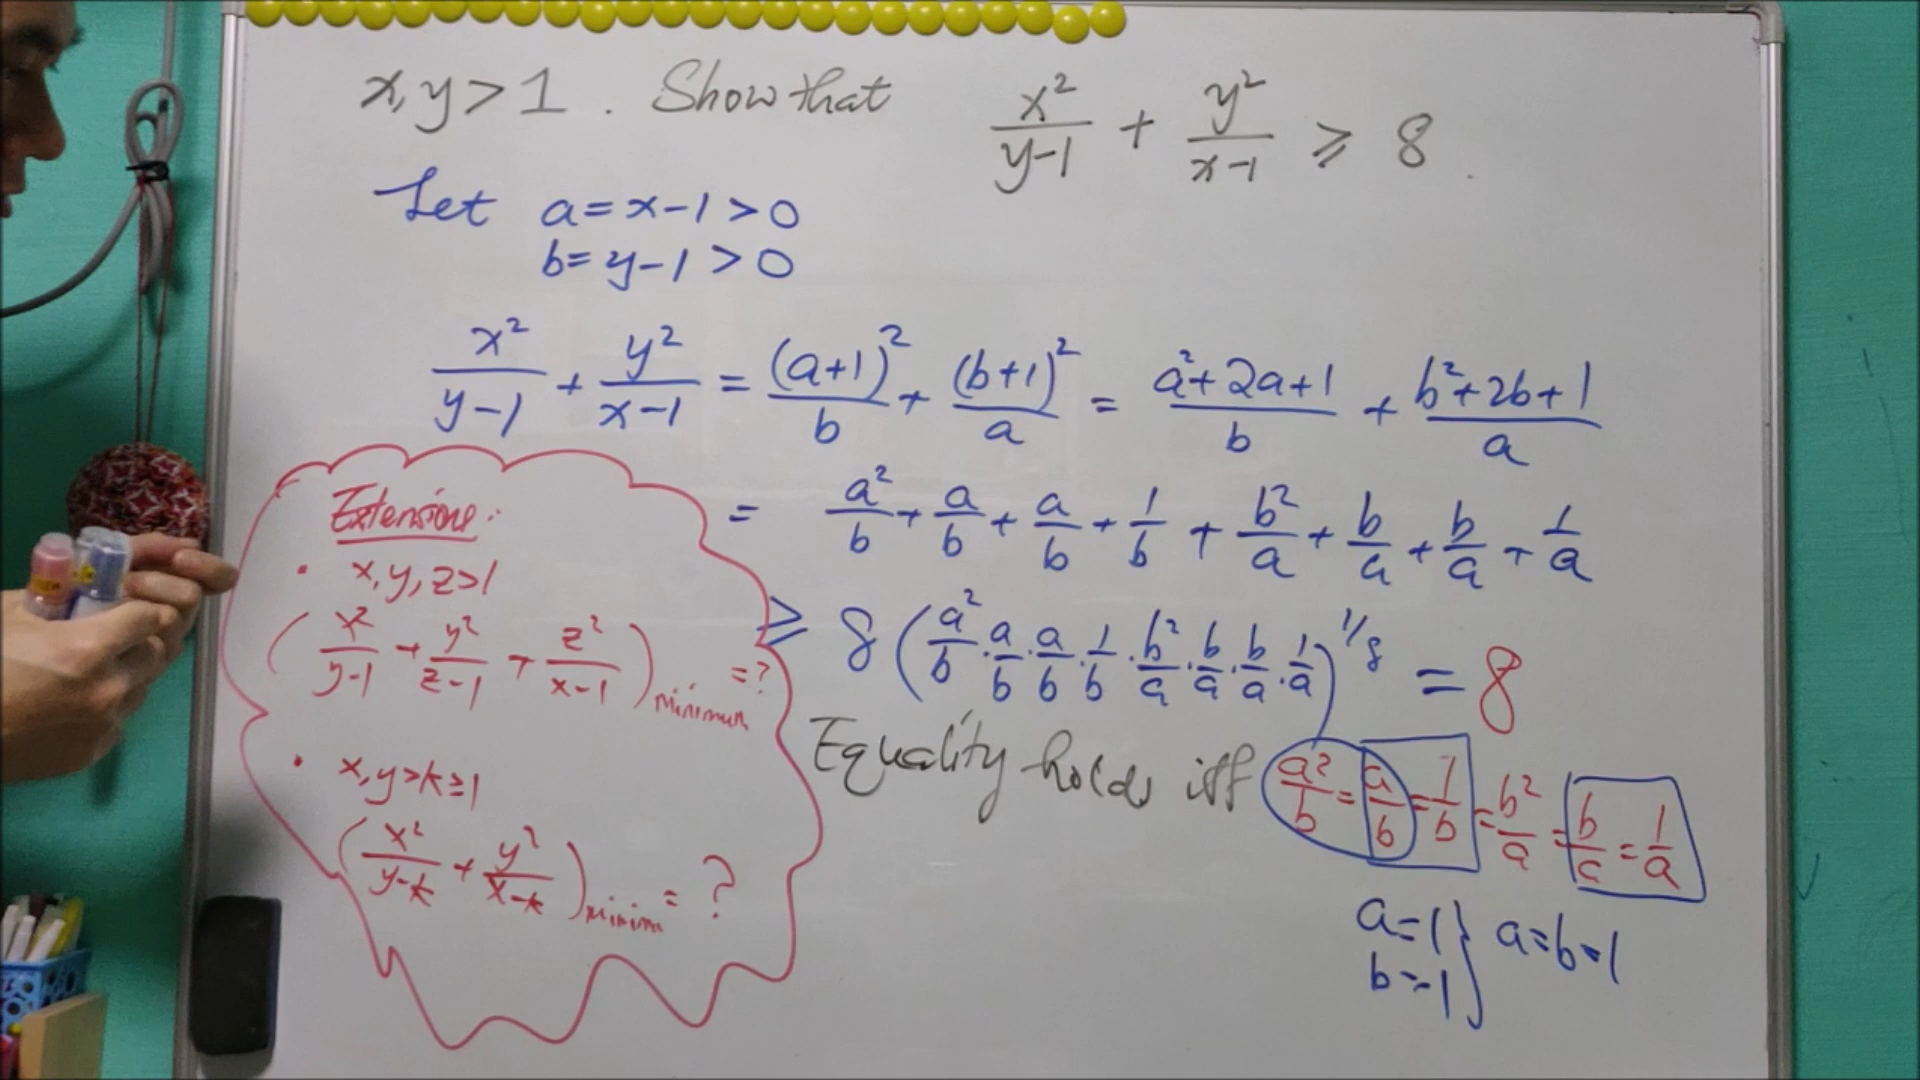 x, y > 1 . Show that x²/(y-1) + y²/(x-1) ⩾ 8 .
Let a = x-1 > 0
b = y-1 > 0
x²/(y-1) + y²/(x-1) = (a+1)²/b + (b+1)²/a = (a²+2a+1)/b + (b²+2b+1)/a
= a²/b + a/b + a/b + 1/b + b²/a + b/a + b/a + 1/a
⩾ 8 (a²/b · a/b · a/b · 1/b · b²/a · b/a · b/a · 1/a)^(1/8) = 8
Equality holds iff a²/b = a/b = 1/b = b²/a = b/a = 1/a
a=1 } a=b=1
b=1
Extensions:
• x, y, z>1
(x²/(y-1) + y²/(z-1) + z²/(x-1)) minimum = ?
• x, y>k≥1
(x²/(y-k) + y²/(x-k)) minimum = ?